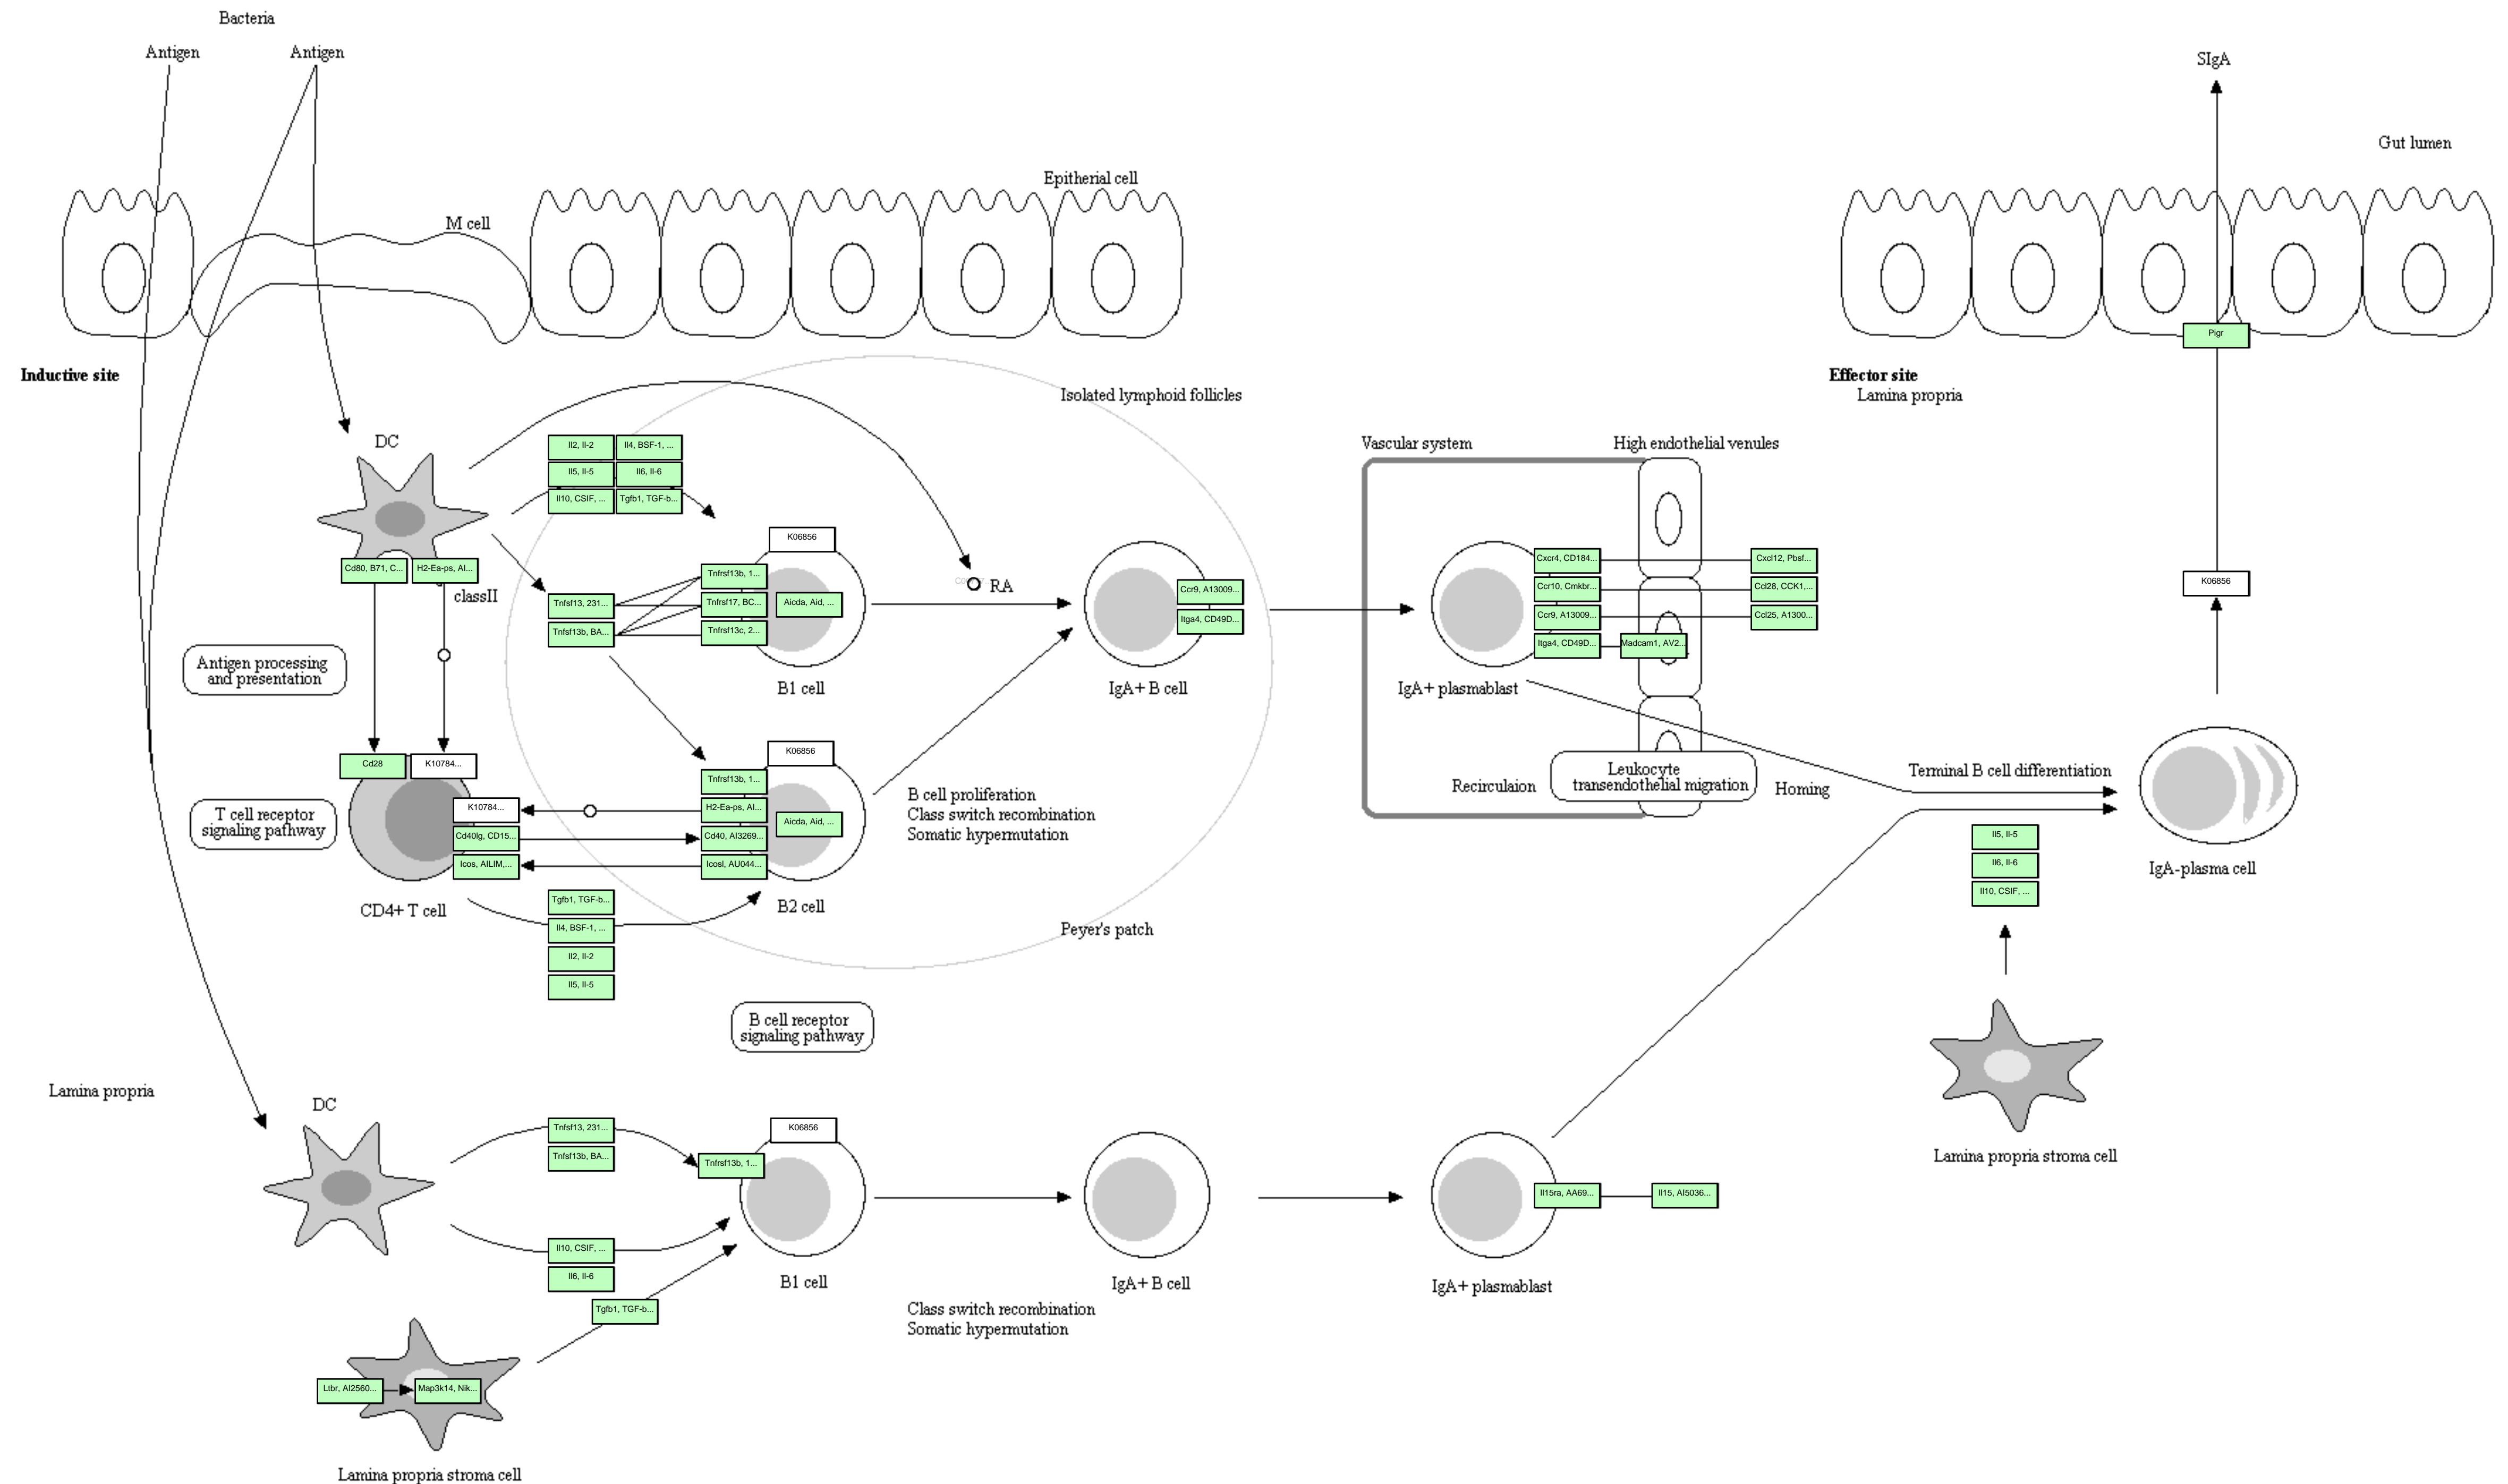 Bacteria
Antigen
Antigen
SIgA
Gut lumen
Epitherial cell
M cell
Pigr
Inductive site
Effector site
Lamina propria
Isolated lymphoid follicles
DC
Il2, Il-2
Il4, BSF-1, ...
Il5, Il-5
Il6, Il-6
Il10, CSIF, ...
Tgfb1, TGF-b...
Vascular system
High endothelial venules
K06856
Cd80, B71, C...
H2-Ea-ps, AI...
classII
Tnfsf13, 231...
Tnfsf13b, BA...
Tnfrsf13b, 1...
Tnfrsf17, BC...
Tnfrsf13c, 2...
Aicda, Aid, ...
RA
Ccr9, A13009...
Itga4, CD49D...
Cxcr4, CD184...
Ccr10, Cmkbr...
Ccr9, A13009...
Itga4, CD49D...
Madcam1, AV2...
Cxcl12, Pbsf...
Ccl28, CCK1,...
Ccl25, A1300...
K06856
Antigen processing
and presentation
B1 cell
IgA+ B cell
IgA+ plasmablast
Cd28
K10784...
K06856
Tnfrsf13b, 1...
K10784...
H2-Ea-ps, AI...
Cd40lg, CD15...
Cd40, AI3269...
Icos, AILIM,...
Icosl, AU044...
Aicda, Aid, ...
T cell receptor
signaling pathway
B cell proliferation
Class switch recombination
Somatic hypermutation
Recirculaion
Leukocyte
transendothelial migration
Homing
Terminal B cell differentiation
Il5, Il-5
Il6, Il-6
Il10, CSIF, ...
IgA-plasma cell
CD4+ T cell
B2 cell
Tgfb1, TGF-b...
Il4, BSF-1, ...
Il2, Il-2
Il5, Il-5
Peyer's patch
B cell receptor
signaling pathway
Lamina propria
DC
Tnfsf13, 231...
Tnfsf13b, BA...
K06856
Tnfrsf13b, 1...
Lamina propria stroma cell
Il15ra, AA69...
Il15, AI5036...
Il10, CSIF, ...
Il6, Il-6
Tgfb1, TGF-b...
B1 cell
IgA+ B cell
IgA+ plasmablast
Class switch recombination
Somatic hypermutation
Ltbr, AI2560...
Map3k14, Nik...
Lamina propria stroma cell